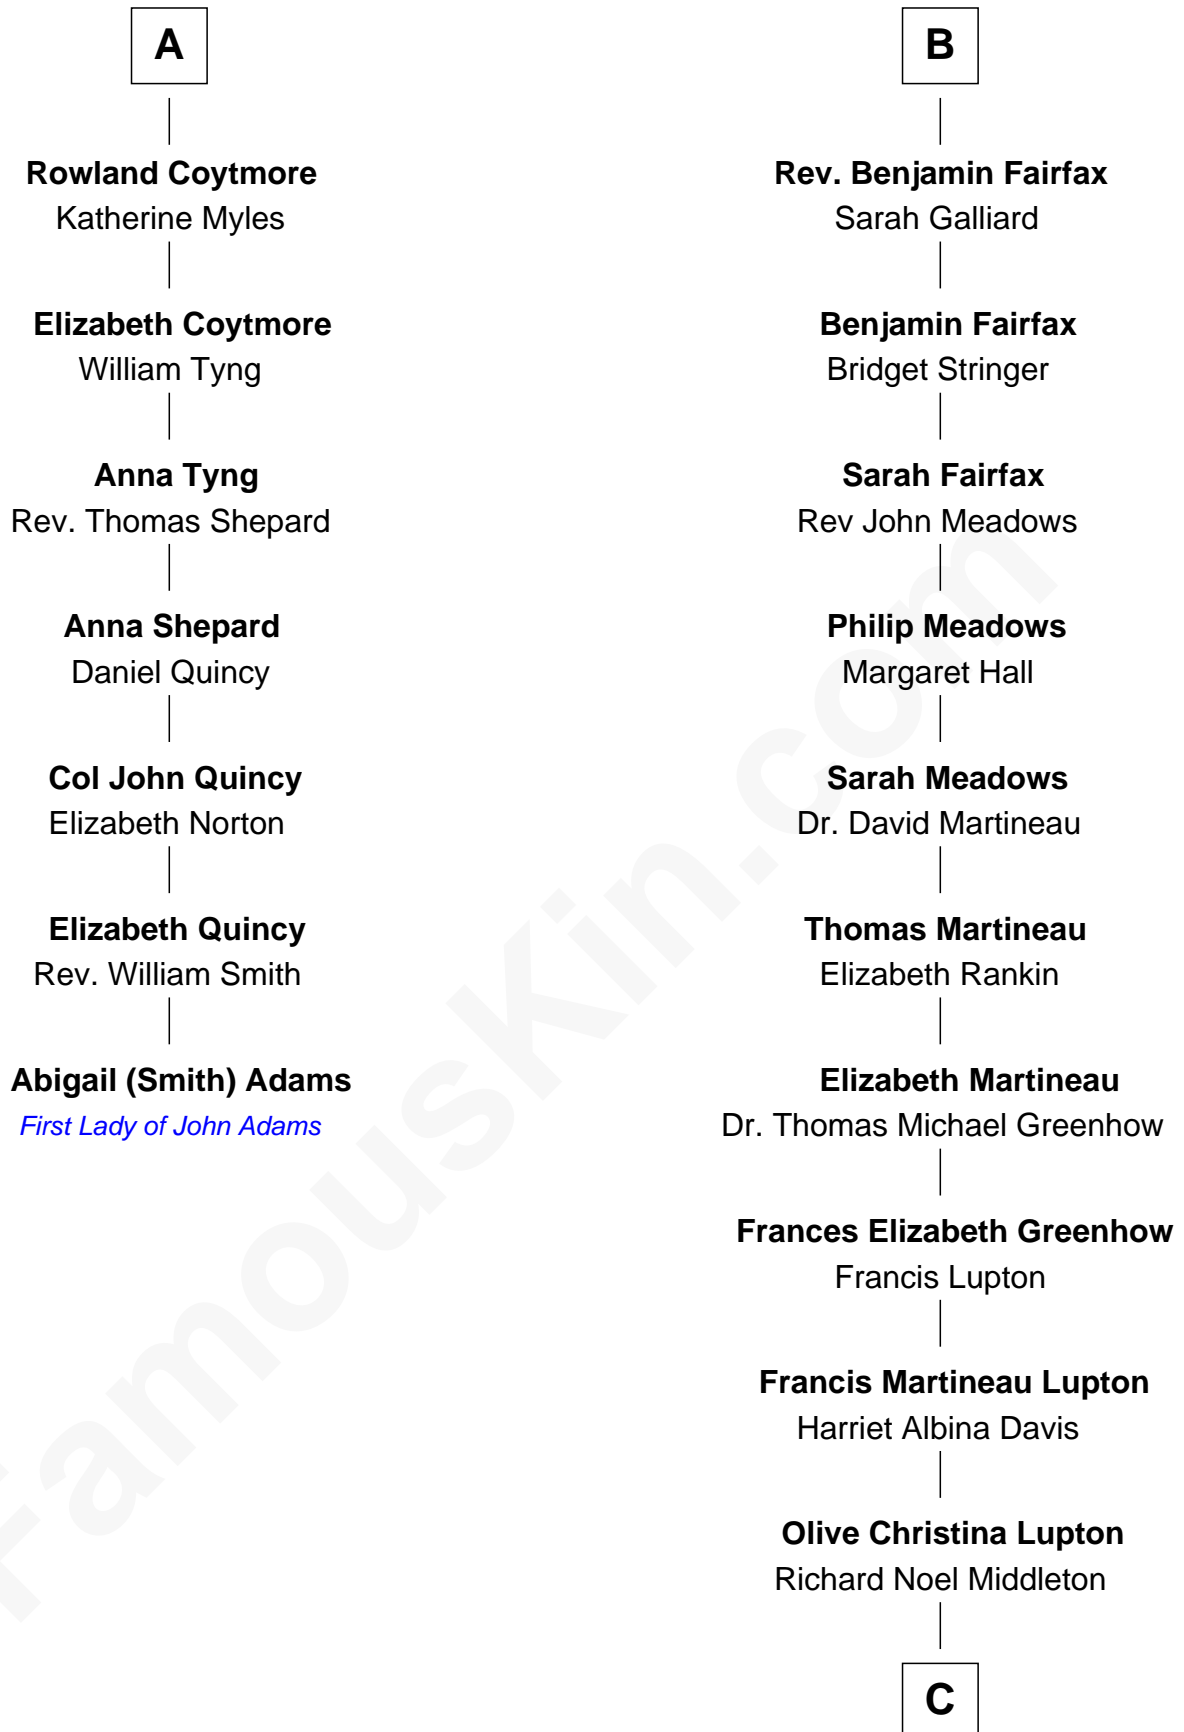 A
Rowland Coytmore
Katherine Myles
Elizabeth Coytmore
William Tyng
Anna Tyng
Rev. Thomas Shepard
Anna Shepard
Daniel Quincy
Col John Quincy
Elizabeth Norton
Elizabeth Quincy
Rev. William Smith
Abigail (Smith) Adams
First Lady of John Adams
B
Rev. Benjamin Fairfax
Sarah Galliard
Benjamin Fairfax
Bridget Stringer
Sarah Fairfax
Rev John Meadows
Philip Meadows
Margaret Hall
Sarah Meadows
Dr. David Martineau
Thomas Martineau
Elizabeth Rankin
Elizabeth Martineau
Dr. Thomas Michael Greenhow
Frances Elizabeth Greenhow
Francis Lupton
Francis Martineau Lupton
Harriet Albina Davis
Olive Christina Lupton
Richard Noel Middleton
C
FamousKin.com